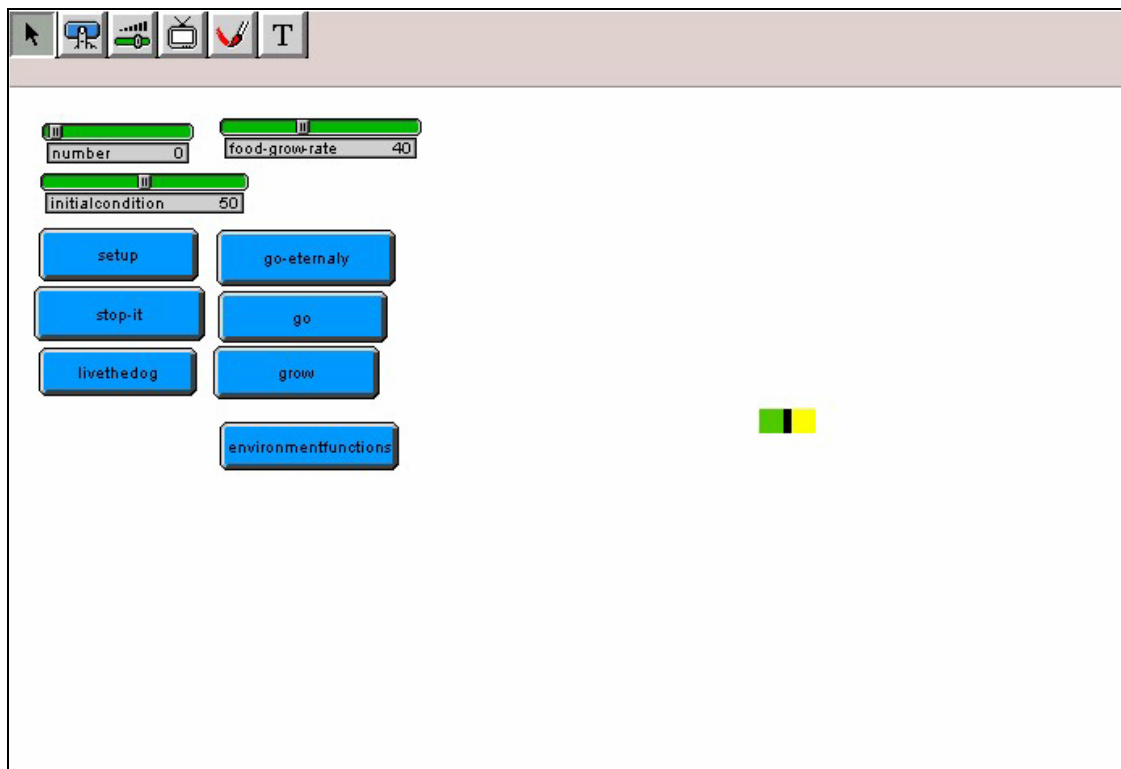 T
number 0
food-grow-rate 40
initialcondition 50
setup
go-eternaly
stop-it
go
livethedog
grow
environmentfunctions